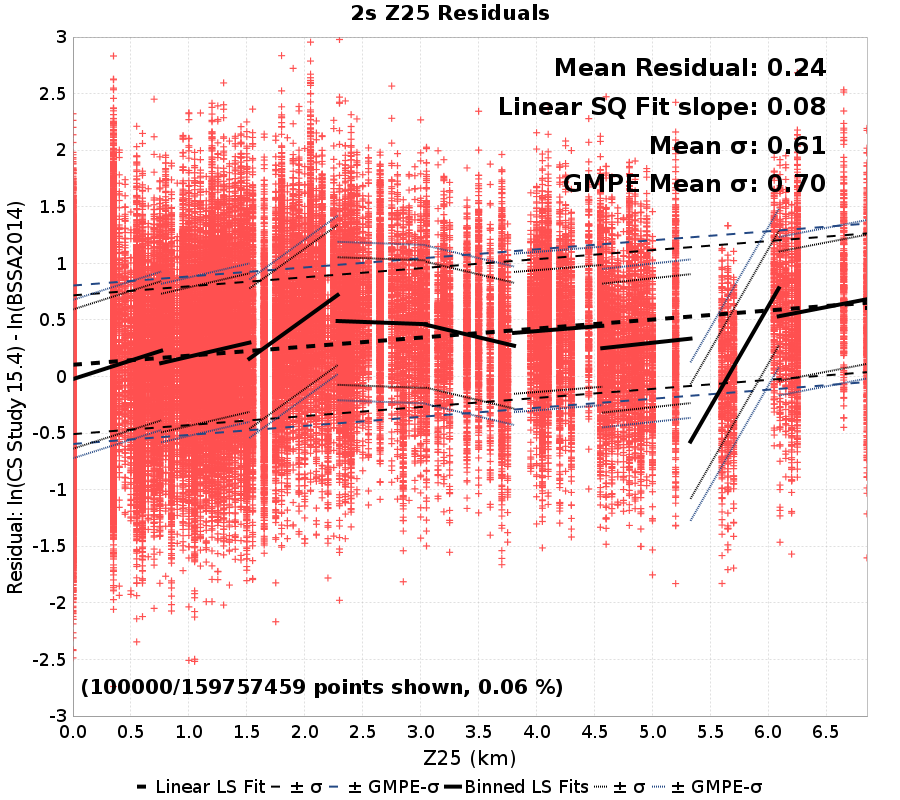 2s Z25 Residuals
Mean Residual: 0.24
Linear SQ Fit slope: 0.08
Mean σ: 0.61
GMPE Mean σ: 0.70
Residual: ln(CS Study 15.4) - ln(BSSA2014)
3
2.5
2
1.5
1
0.5
0
-0.5
-1
-1.5
-2
-2.5
-3
(100000/159757459 points shown, 0.06 %)
0.0 0.5 1.0 1.5 2.0 2.5 3.0 3.5 4.0 4.5 5.0 5.5 6.0 6.5
Z25 (km)
Linear LS Fit ± σ ± GMPE-σ Binned LS Fits ± σ ± GMPE-σ